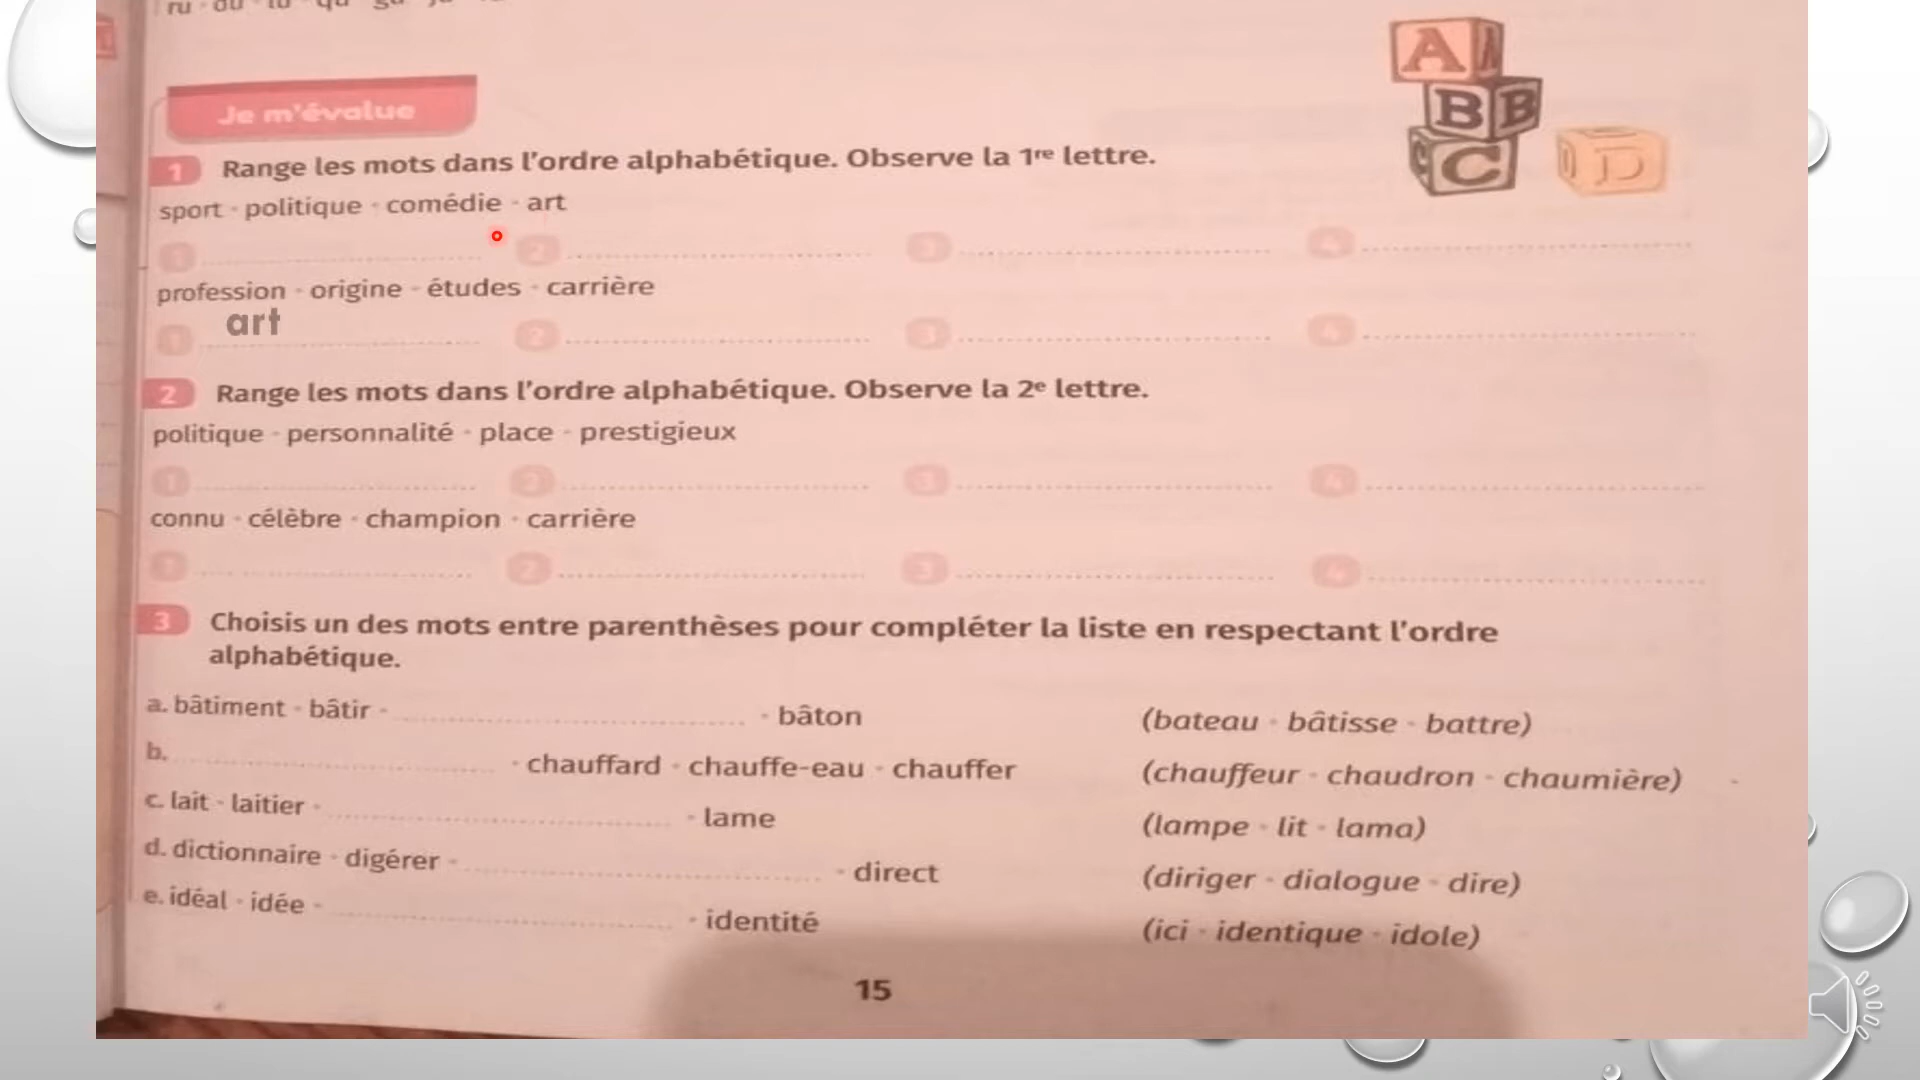 Je m'évalue
1 Range les mots dans l'ordre alphabétique. Observe la 1re lettre.
sport · politique · comédie · art
1 2 3 4
profession · origine · études · carrière
art
1 2 3 4
2 Range les mots dans l'ordre alphabétique. Observe la 2e lettre.
politique · personnalité · place · prestigieux
1 2 3 4
connu · célèbre · champion · carrière
1 2 3 4
3 Choisis un des mots entre parenthèses pour compléter la liste en respectant l'ordre
alphabétique.
a. bâtiment · bâtir · ........ · bâton (bateau · bâtisse · battre)
b. ........ · chauffard · chauffe-eau · chauffer (chauffeur · chaudron · chaumière)
c. lait · laitier · ........ · lame (lampe · lit · lama)
d. dictionnaire · digérer · ........ · direct (diriger · dialogue · dire)
e. idéal · idée · ........ · identité (ici · identique · idole)
15
A
B B
C
D